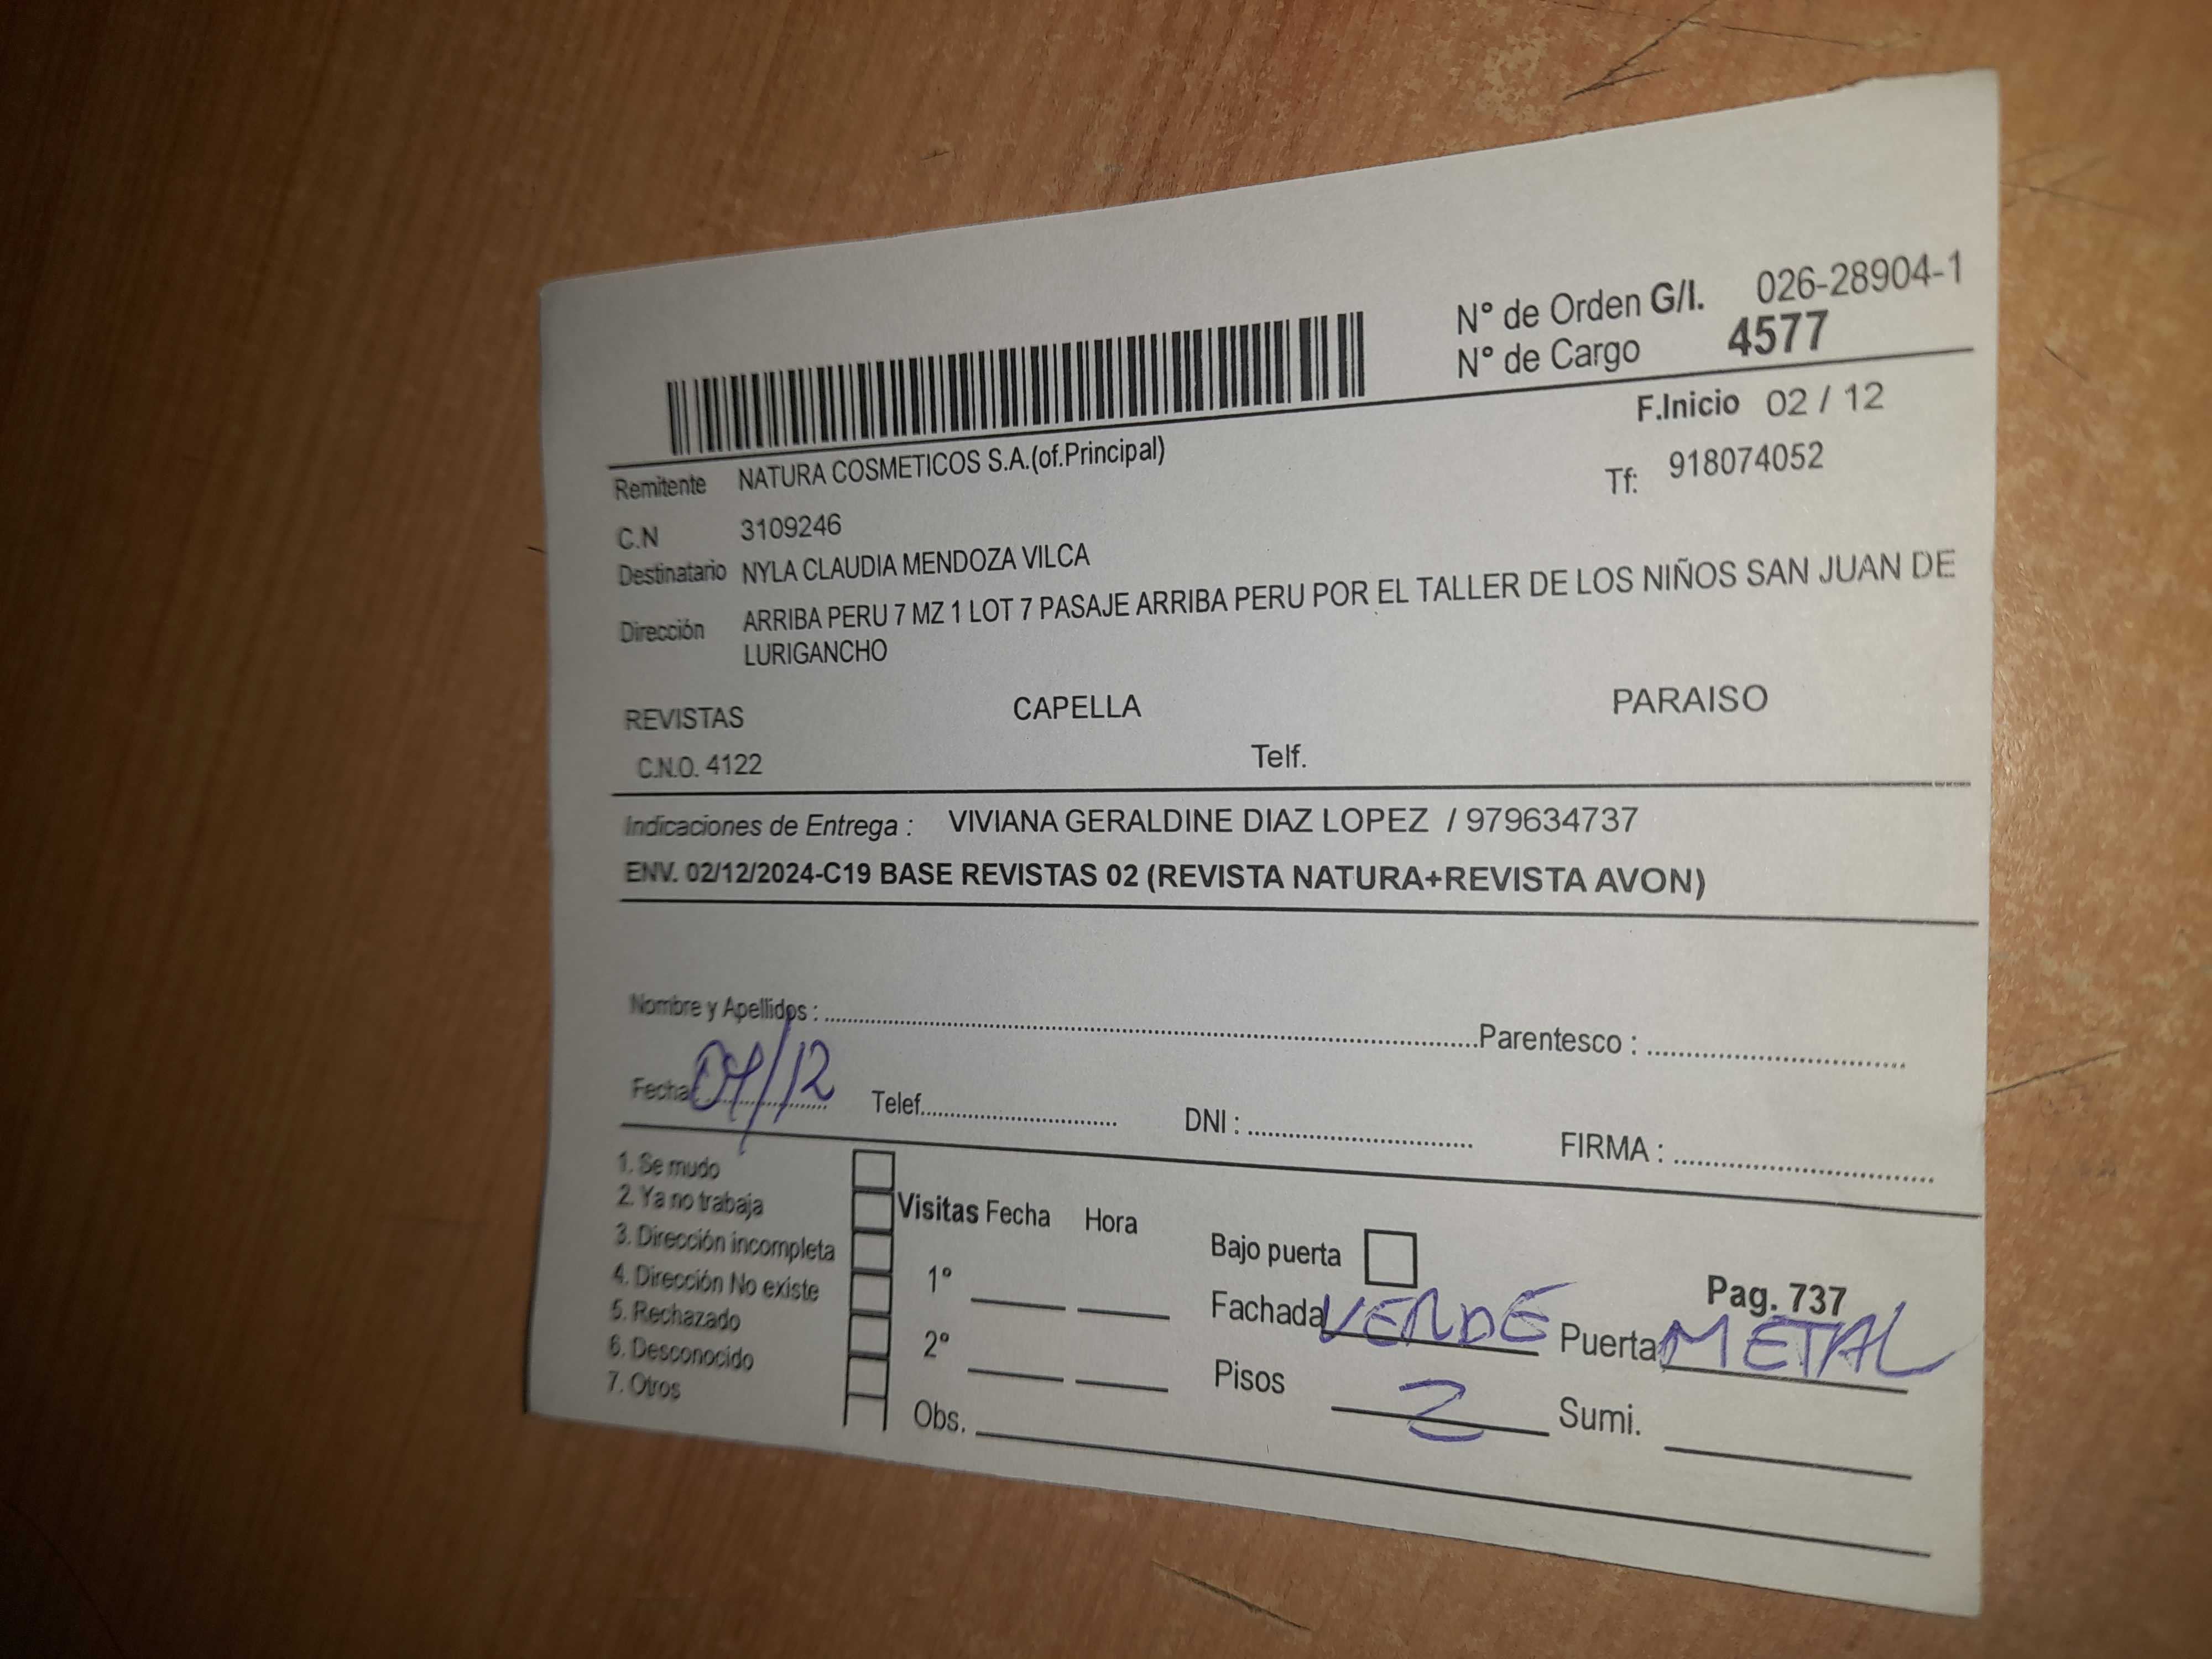 N° de Orden G/I. 026-28904-1
N° de Cargo 4577
F.Inicio 02 / 12
Remitente NATURA COSMETICOS S.A.(of.Principal)
Tf: 918074052
C.N 3109246
Destinatario NYLA CLAUDIA MENDOZA VILCA
Dirección ARRIBA PERU 7 MZ 1 LOT 7 PASAJE ARRIBA PERU POR EL TALLER DE LOS NIÑOS SAN JUAN DE
LURIGANCHO
REVISTAS CAPELLA PARAISO
C.N.O. 4122 Telf.
Indicaciones de Entrega : VIVIANA GERALDINE DIAZ LOPEZ / 979634737
ENV. 02/12/2024-C19 BASE REVISTAS 02 (REVISTA NATURA+REVISTA AVON)
Nombre y Apellidos : Parentesco :
Fecha Telef. DNI : FIRMA :
1. Se mudo
2. Ya no trabaja
3. Dirección incompleta
4. Dirección No existe
5. Rechazado
6. Desconocido
7. Otros
Visitas Fecha Hora
1°
2°
Obs.
Bajo puerta
Fachada VERDE
Pisos 2
Pag. 737
Puerta METAL
Sumi.